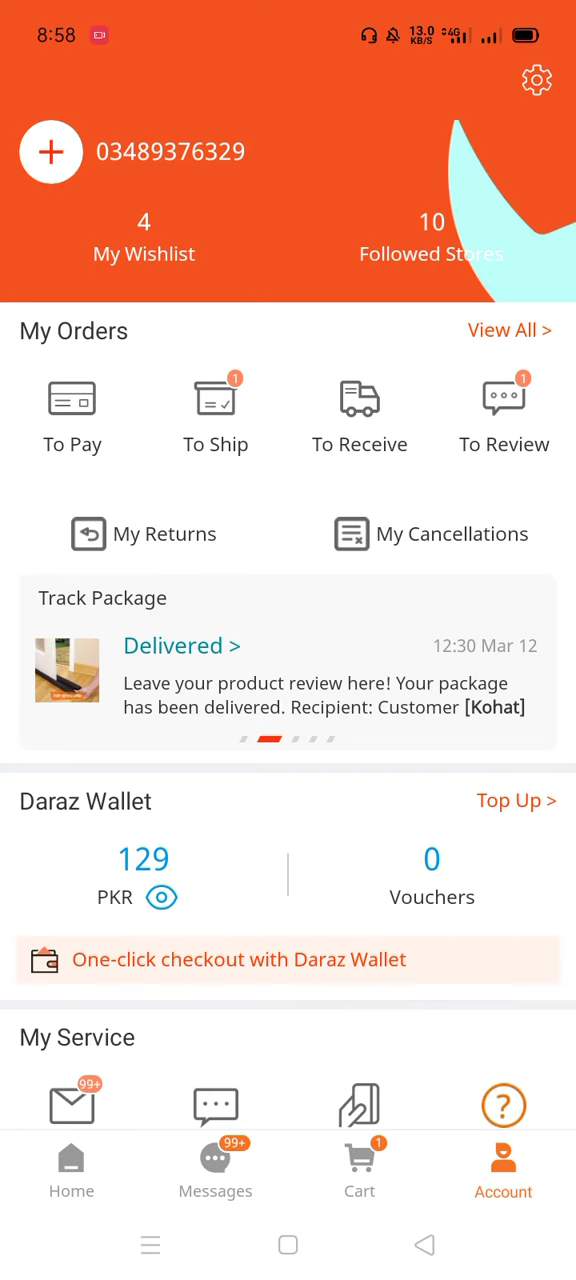 8:58
13.0 KB/S 4G
03489376329
4
My Wishlist
10
Followed Stores
My Orders
View All >
1
1
To Pay
To Ship
To Receive
To Review
My Returns
My Cancellations
Track Package
Delivered >
12:30 Mar 12
Leave your product review here! Your package
has been delivered. Recipient: Customer [Kohat]
Daraz Wallet
Top Up >
129
0
PKR
Vouchers
One-click checkout with Daraz Wallet
My Service
99+
?
99+
1
Home
Messages
Cart
Account